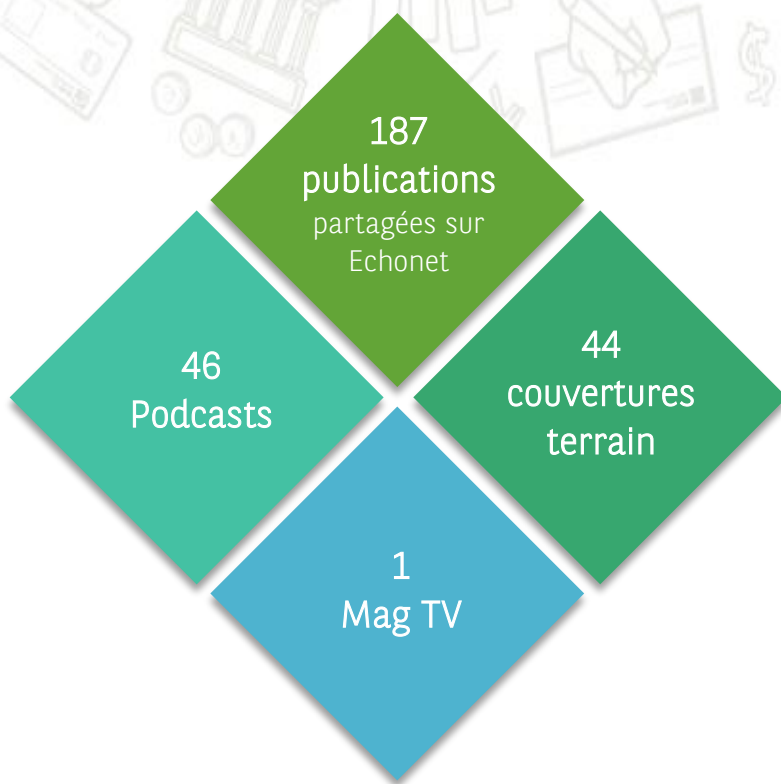 187
publications
partagées sur
Echonet
46
Podcasts
44
couvertures
terrain
1
Mag TV